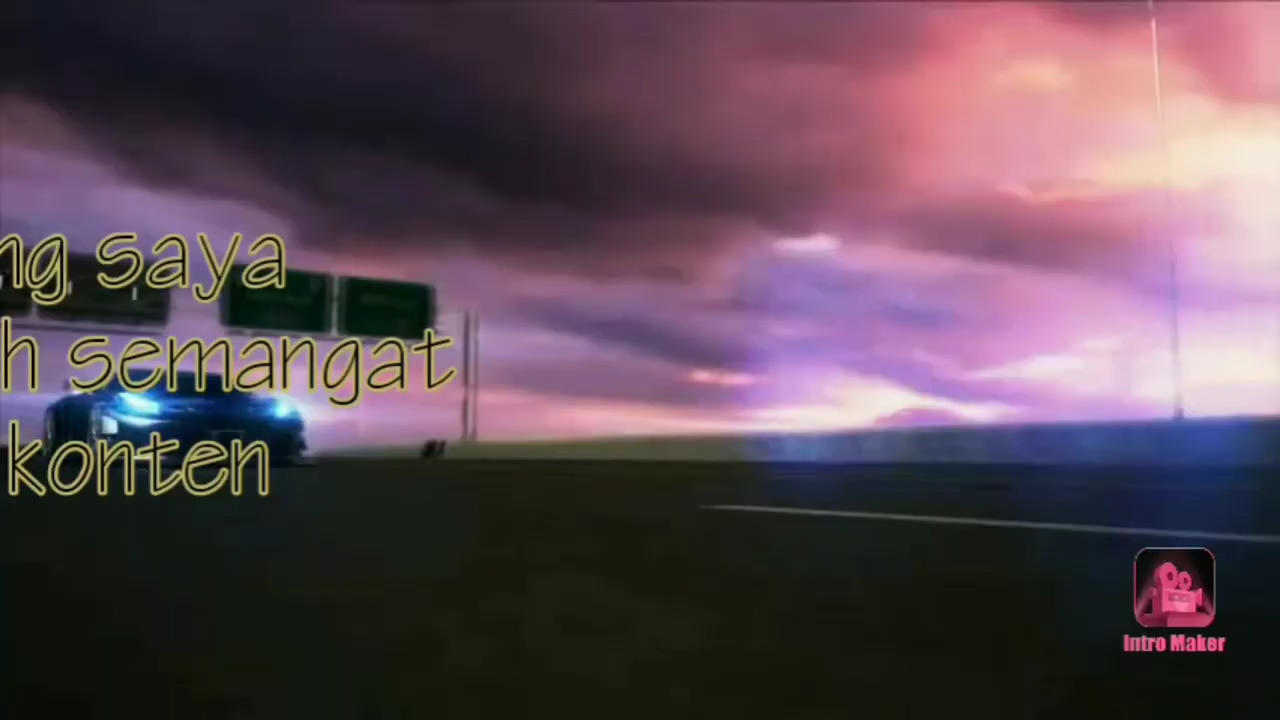 ng saya
h semangat
konten
Intro Maker